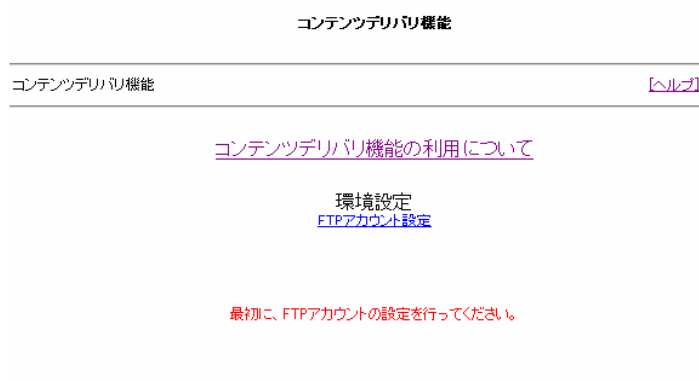 コンテンツデリバリ機能
コンテンツデリバリ機能 [ヘルプ]
コンテンツデリバリ機能の利用について
環境設定
FTPアカウント設定
最初に、FTPアカウントの設定を行ってください。